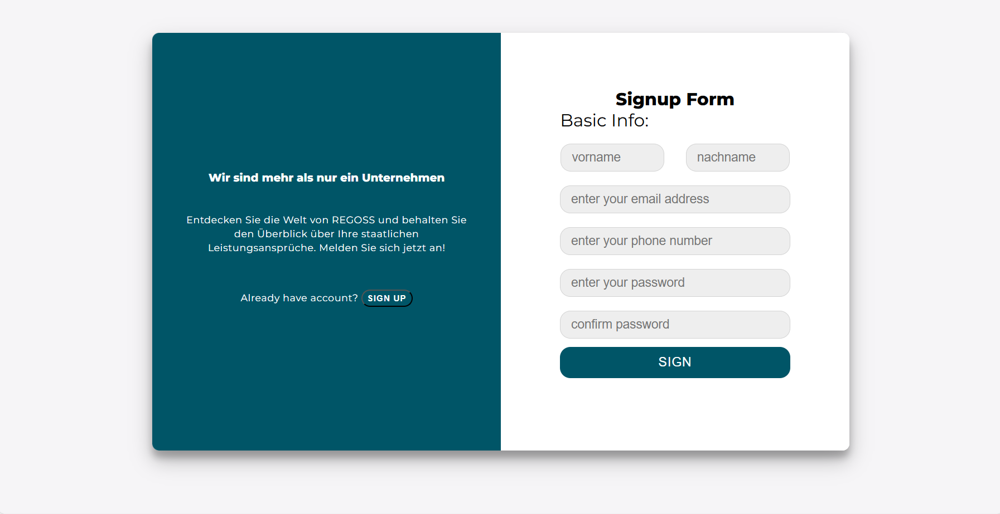 Wir sind mehr als nur ein Unternehmen
Entdecken Sie die Welt von REGOSS und behalten Sie
den Überblick über Ihre staatlichen
Leistungsansprüche. Melden Sie sich jetzt an!
Already have account? SIGN UP
Signup Form
Basic Info:
vorname nachname
enter your email address
enter your phone number
enter your password
confirm password
SIGN